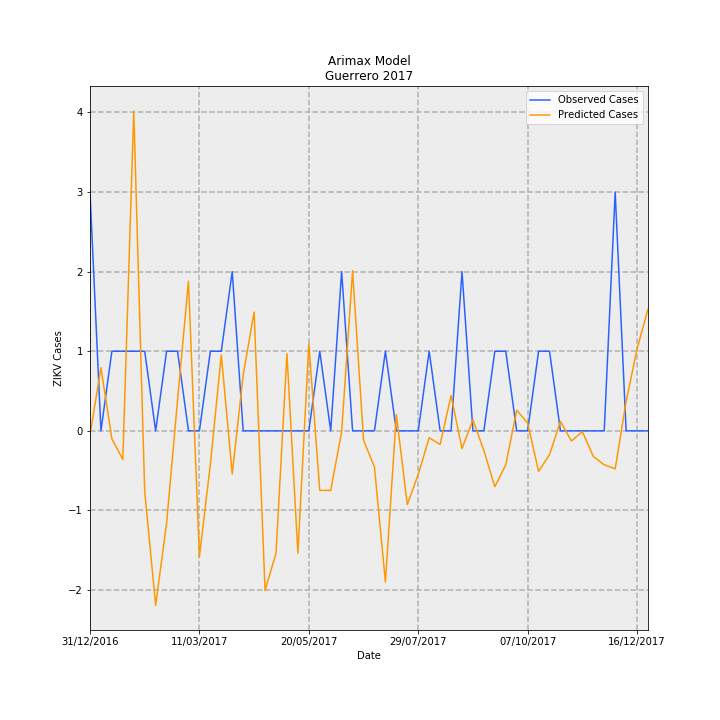 Arimax Model
Guerrero 2017
Observed Cases
Predicted Cases
4
3
2
1
0
−1
−2
ZIKV Cases
31/12/2016 11/03/2017 20/05/2017 29/07/2017 07/10/2017 16/12/2017
Date